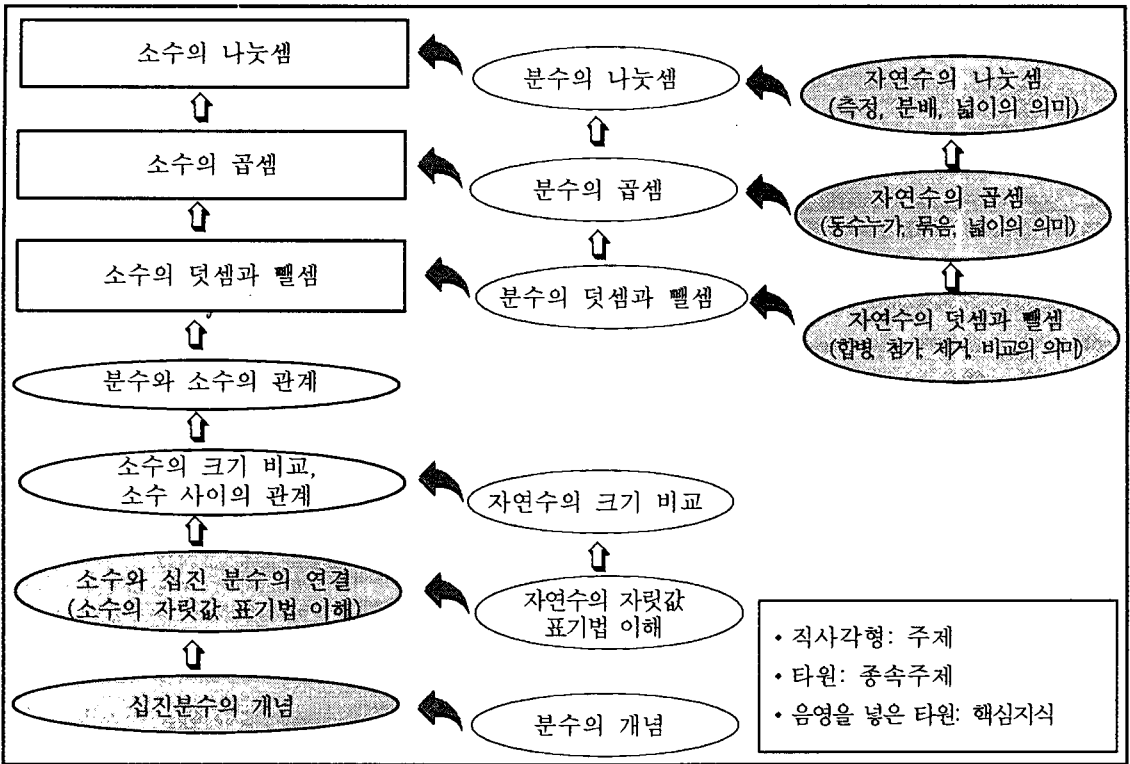 소수의 나눗셈
분수의 나눗셈
자연수의 나눗셈
(측정, 분배, 넓이의 의미)
소수의 곱셈
분수의 곱셈
자연수의 곱셈
(동수누가, 묶음, 넓이의 의미)
소수의 덧셈과 뺄셈
분수의 덧셈과 뺄셈
자연수의 덧셈과 뺄셈
(합병, 첨가, 제거, 비교의 의미)
분수와 소수의 관계
소수의 크기 비교,
소수 사이의 관계
자연수의 크기 비교
소수와 십진 분수의 연결
(소수의 자릿값 표기법 이해)
자연수의 자릿값
표기법 이해
십진분수의 개념
분수의 개념
• 직사각형: 주제
• 타원: 종속주제
• 음영을 넣은 타원: 핵심지식